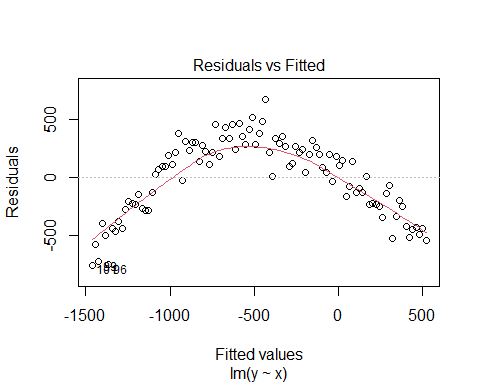 Residuals vs Fitted
Residuals
500
0
-500
-1500
-1000
-500
0
500
Fitted values
lm(y ~ x)